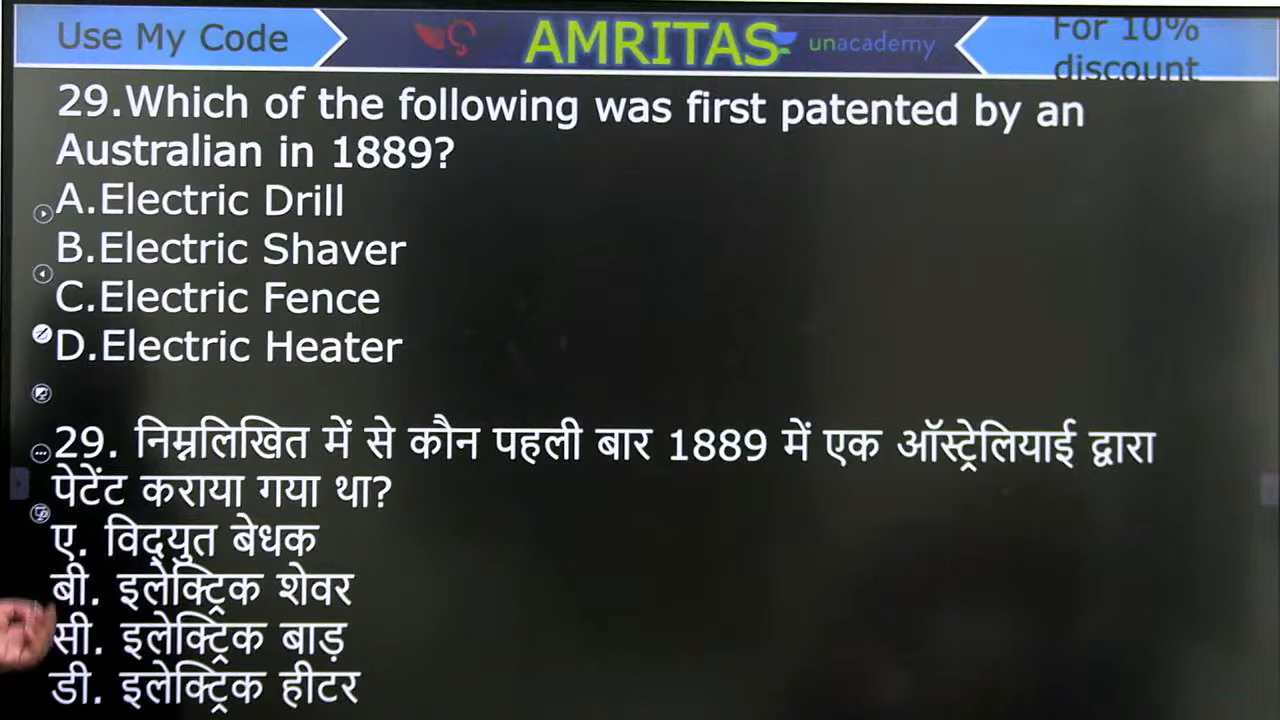 Use My Code
AMRITAS
unacademy
For 10%
discount
29.Which of the following was first patented by an
Australian in 1889?
A.Electric Drill
B.Electric Shaver
C.Electric Fence
D.Electric Heater
29. निम्नलिखित में से कौन पहली बार 1889 में एक ऑस्ट्रेलियाई द्वारा
पेटेंट कराया गया था?
ए. विद्युत बेधक
बी. इलेक्ट्रिक शेवर
सी. इलेक्ट्रिक बाड़
डी. इलेक्ट्रिक हीटर